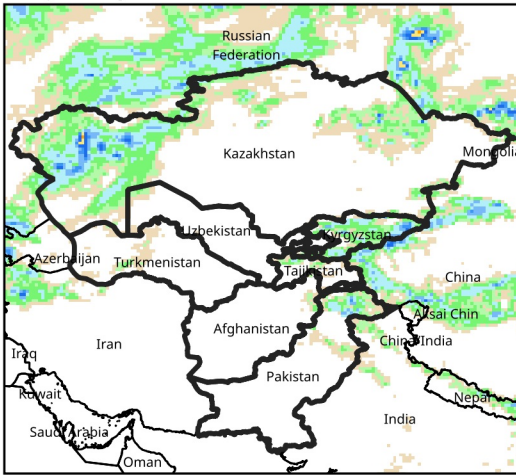 Russian
Federation
Kazakhstan
Mongolia
Uzbekistan
Kyrgyzstan
Azerbaijan
Turkmenistan
Tajikistan
China
Aksai Chin
Afghanistan
China/India
Iran
Iraq
Pakistan
Kuwait
Nepal
India
Saudi Arabia
Oman